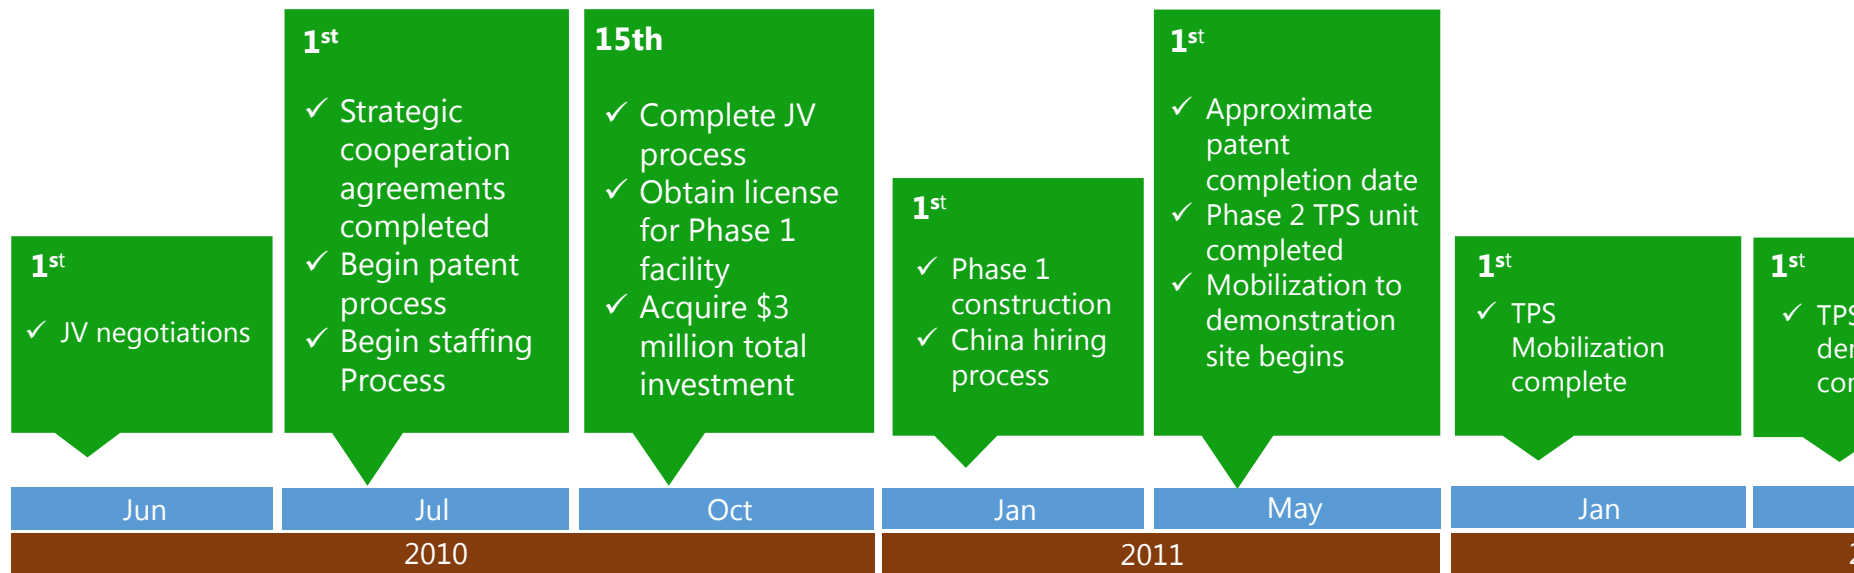 1st
✓ JV negotiations
1st
✓ Strategic
cooperation
agreements
completed
✓ Begin patent
process
✓ Begin staffing
Process
15th
✓ Complete JV
process
✓ Obtain license
for Phase 1
facility
✓ Acquire $3
million total
investment
1st
✓ Phase 1
construction
✓ China hiring
process
1st
✓ Approximate
patent
completion date
✓ Phase 2 TPS unit
completed
✓ Mobilization to
demonstration
site begins
1st
✓ TPS
Mobilization
complete
1st
Jun
Jul
Oct
Jan
May
Jan
2010
2011